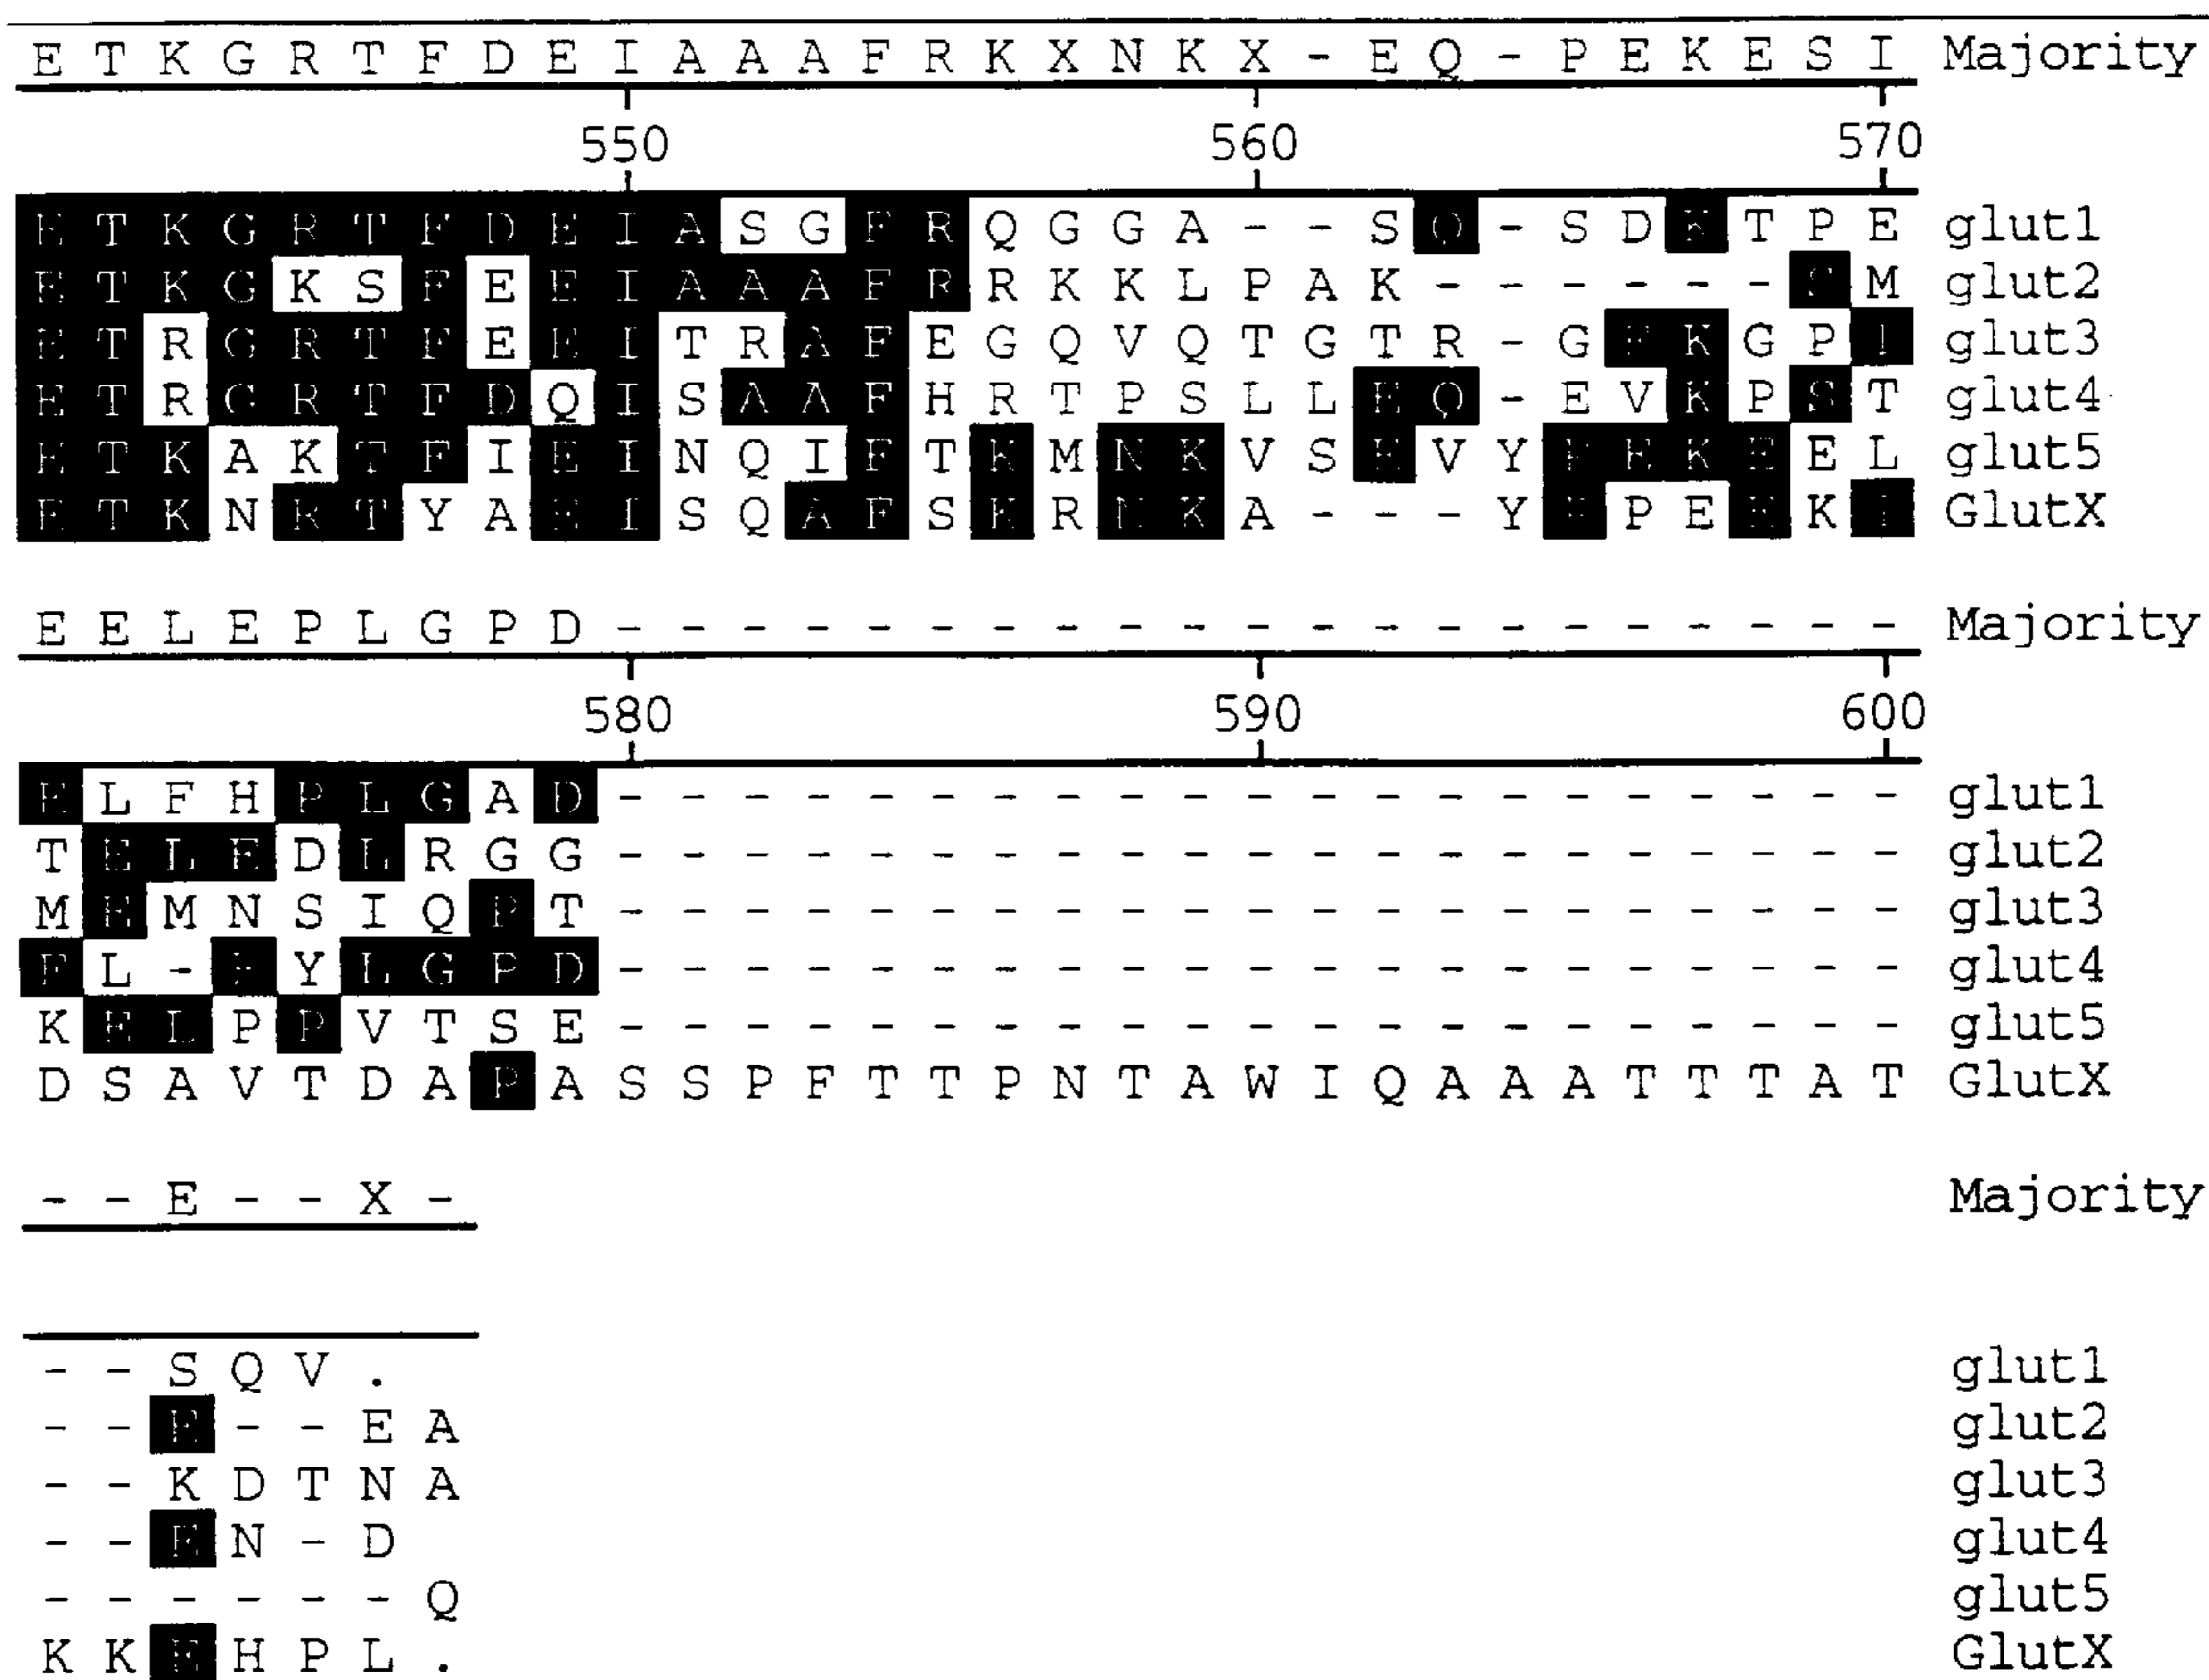 E T K G R T F D E I A A A F R K X N K X - E Q - P E K E S I Majority
550 560 570
E T K G R T F D E I A S G F R Q G G A - - S Q - S D K T P E glut1
E T K G K S F E E I A A A F R R K K L P A K - - - - - - S M glut2
E T R G R T F E E I T R A F E G Q V Q T G T R - G E K G P I glut3
E T R G R T F D Q I S A A F H R T P S L L E Q - E V K P S T glut4
E T K A K T F I E I N Q I F T K M N K V S E V Y P E K E E L glut5
E T K N R T Y A E I S Q A F S K R N K A - - - Y P P E E K I GlutX
E E L E P L G P D - - - - - - - - - - - - - - - - - - - - - Majority
580 590 600
E L F H P L G A D - - - - - - - - - - - - - - - - - - - - - glut1
T E L E D L R G G - - - - - - - - - - - - - - - - - - - - - glut2
M E M N S I Q P T - - - - - - - - - - - - - - - - - - - - - glut3
E L - E Y L G P D - - - - - - - - - - - - - - - - - - - - - glut4
K E L P P V T S E - - - - - - - - - - - - - - - - - - - - - glut5
D S A V T D A P A S S P F T T P N T A W I Q A A A T T T A T GlutX
- - E - - X - Majority
- - S Q V . glut1
- - E - - E A glut2
- - K D T N A glut3
- - E N - D glut4
- - - - - - Q glut5
K K E H P L . GlutX